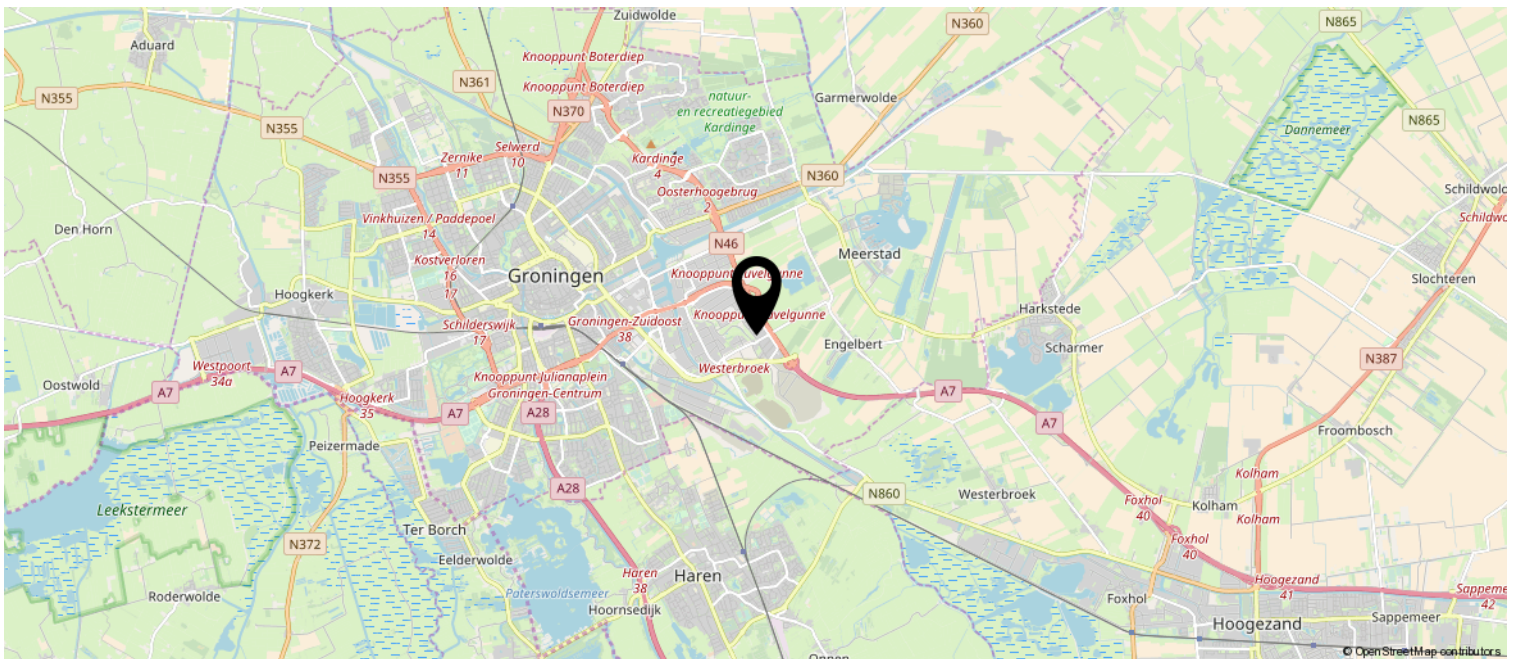 Zuidwolde
N865
N360
Aduard
Knooppunt Boterdiep
N361
Knooppunt Boterdiep
N355
natuur-
en recreatiegebied
Kardinge
Garmerwolde
N370
N865
N355
Dannemeer
Selwerd
10
Zernike
11
Kardinge
4
N355
N360
Oosterhoogebrug
2
Schildwol
Vinkhuizen / Paddepoel
14
Den Horn
N46
Meerstad
Kostverloren
16
17
Groningen
Slochteren
Hoogkerk
Harkstede
Schilderswijk
17
Groningen-Zuidoost
38
Engelbert
Scharmer
N387
Westpoort
34a
Westerbroek
A7
Knooppunt Julianaplein
Groningen-Centrum
Oostwold
A7
A7
Hoogkerk
35
A7
A28
A7
Froombosch
Peizermade
Kolham
A28
N860
Westerbroek
Foxhol
40
Kolham
Kolham
Leekstermeer
Ter Borch
N372
Foxhol
40
Eelderwolde
Haren
38
Haren
Hoogezand
41
Sappeme
42
Roderwolde
Paterswoldsemeer
Hoornsedijk
Foxhol
Hoogezand
Sappemeer
© OpenStreetMap contributors